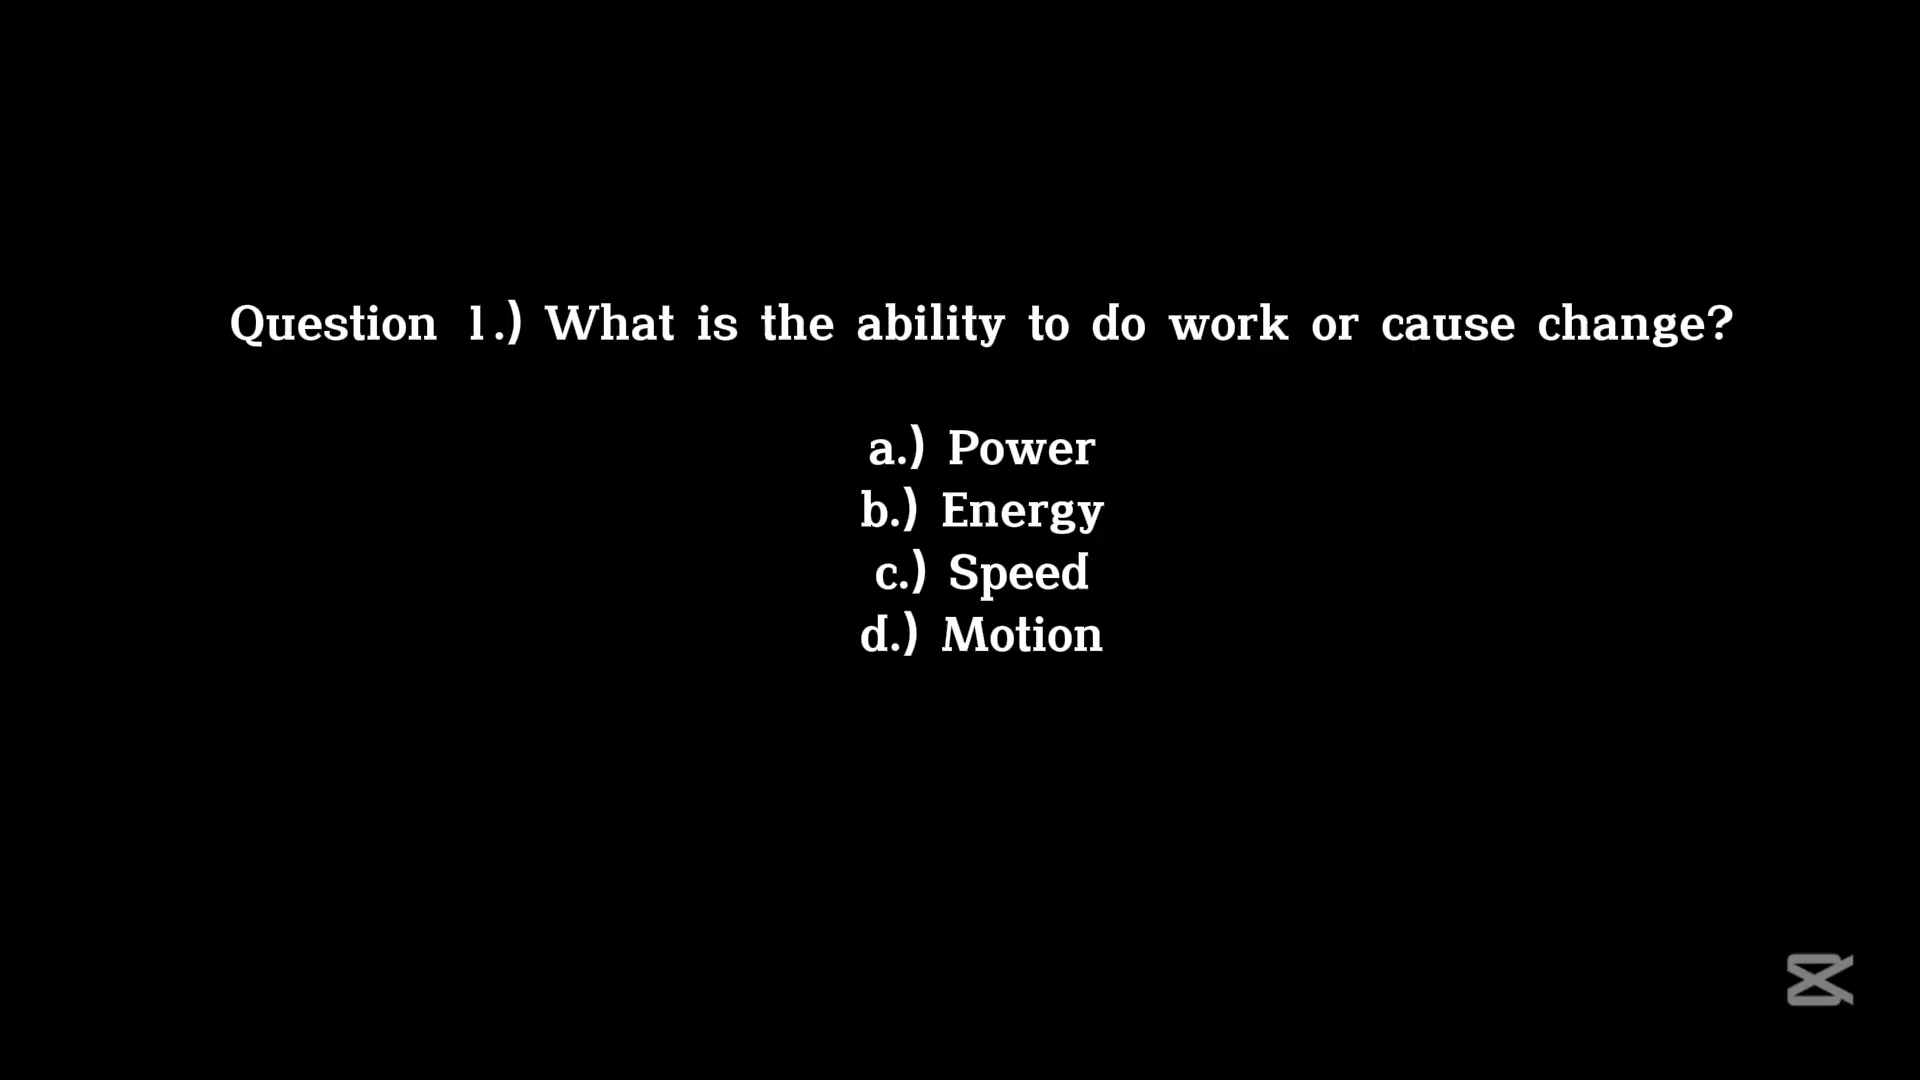 Question 1.) What is the ability to do work or cause change?
a.) Power
b.) Energy
c.) Speed
d.) Motion